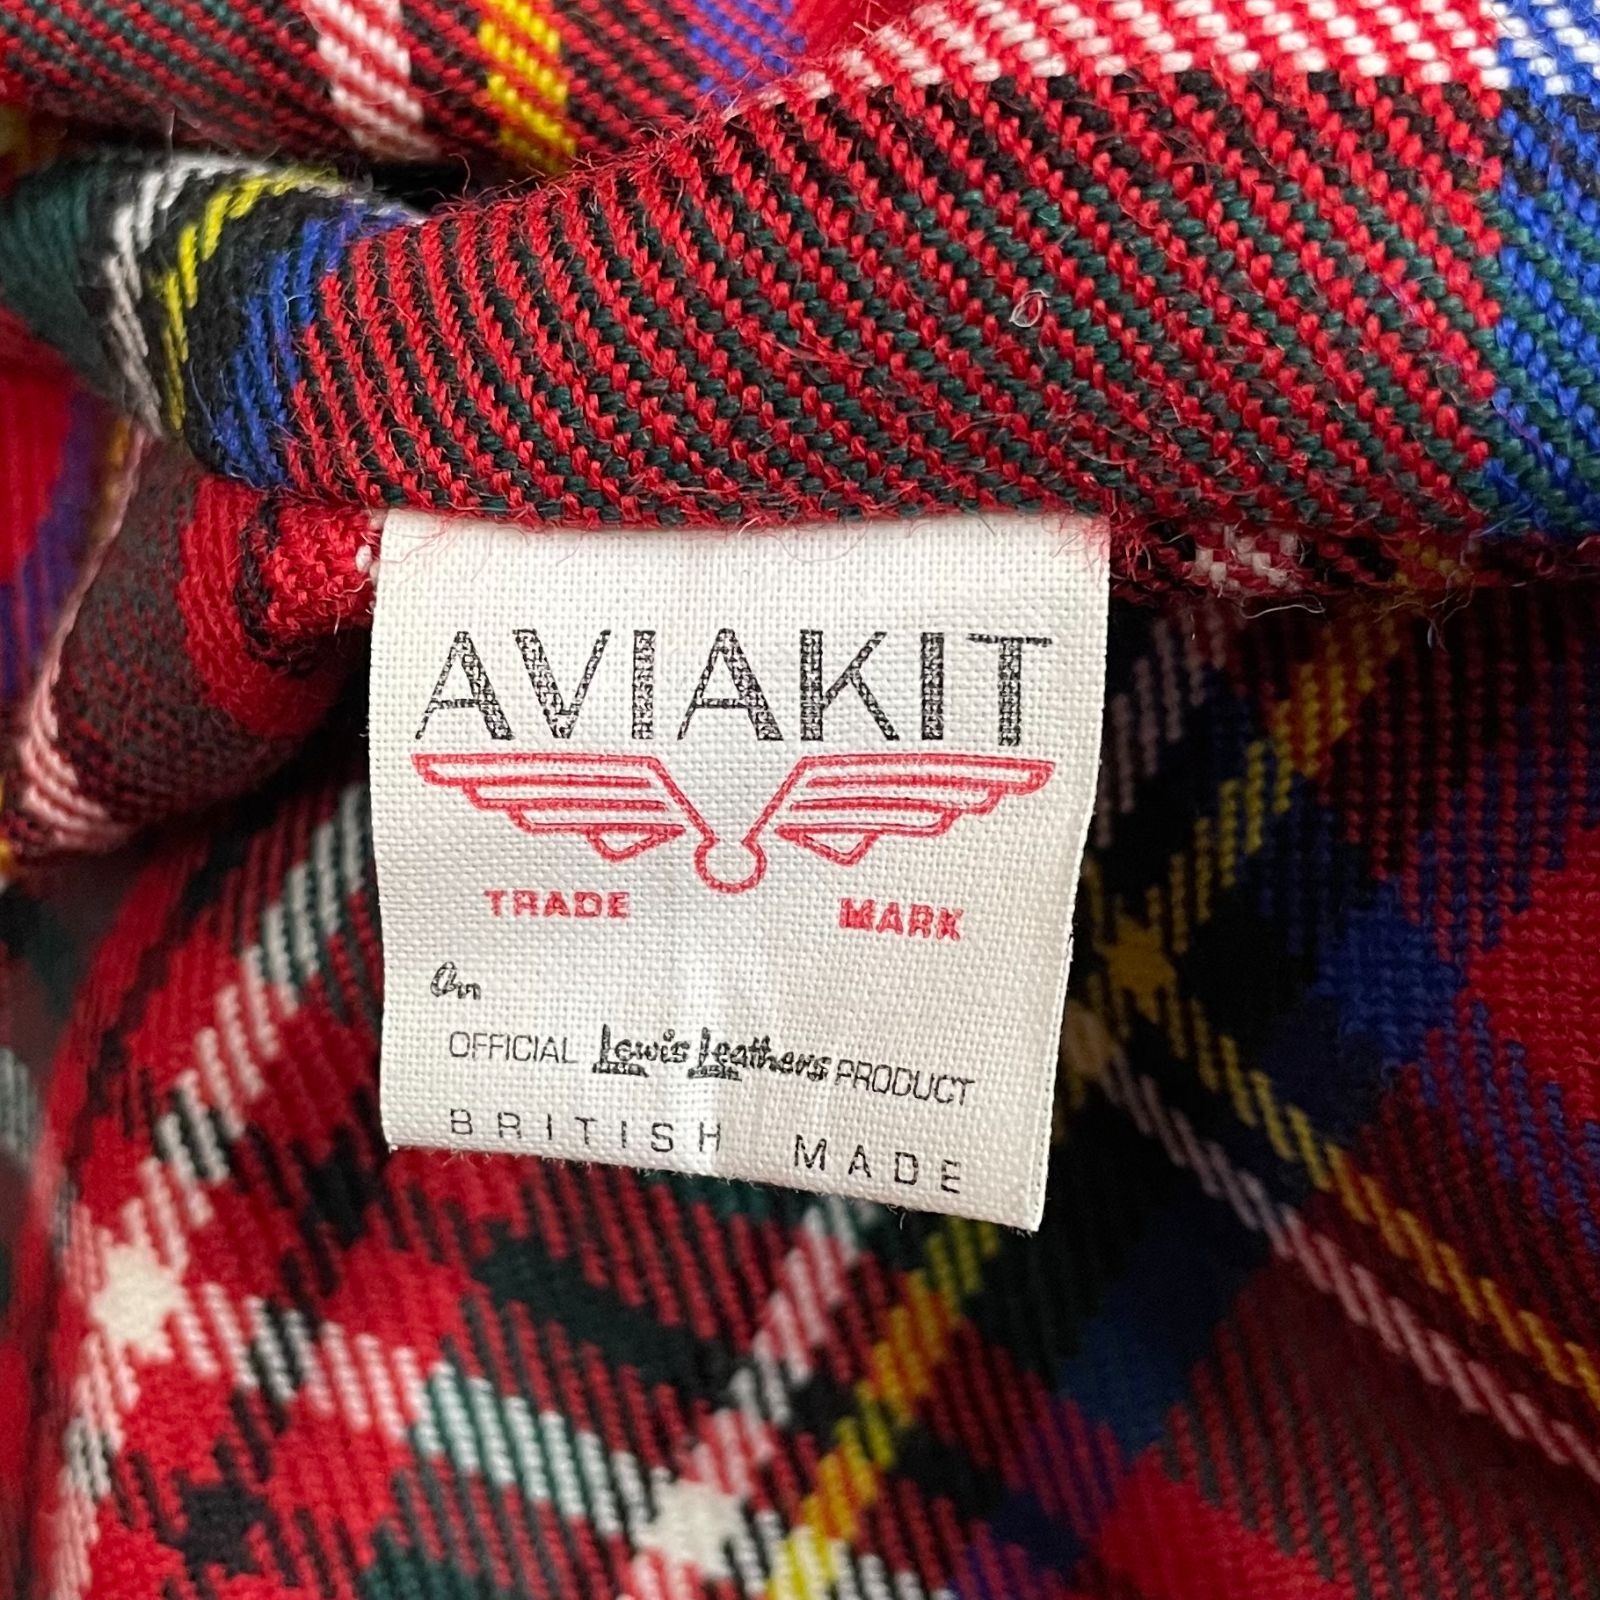 AVIAKIT
TRADE MARK
An
OFFICIAL Lewis Leathers PRODUCT
BRITISH MADE